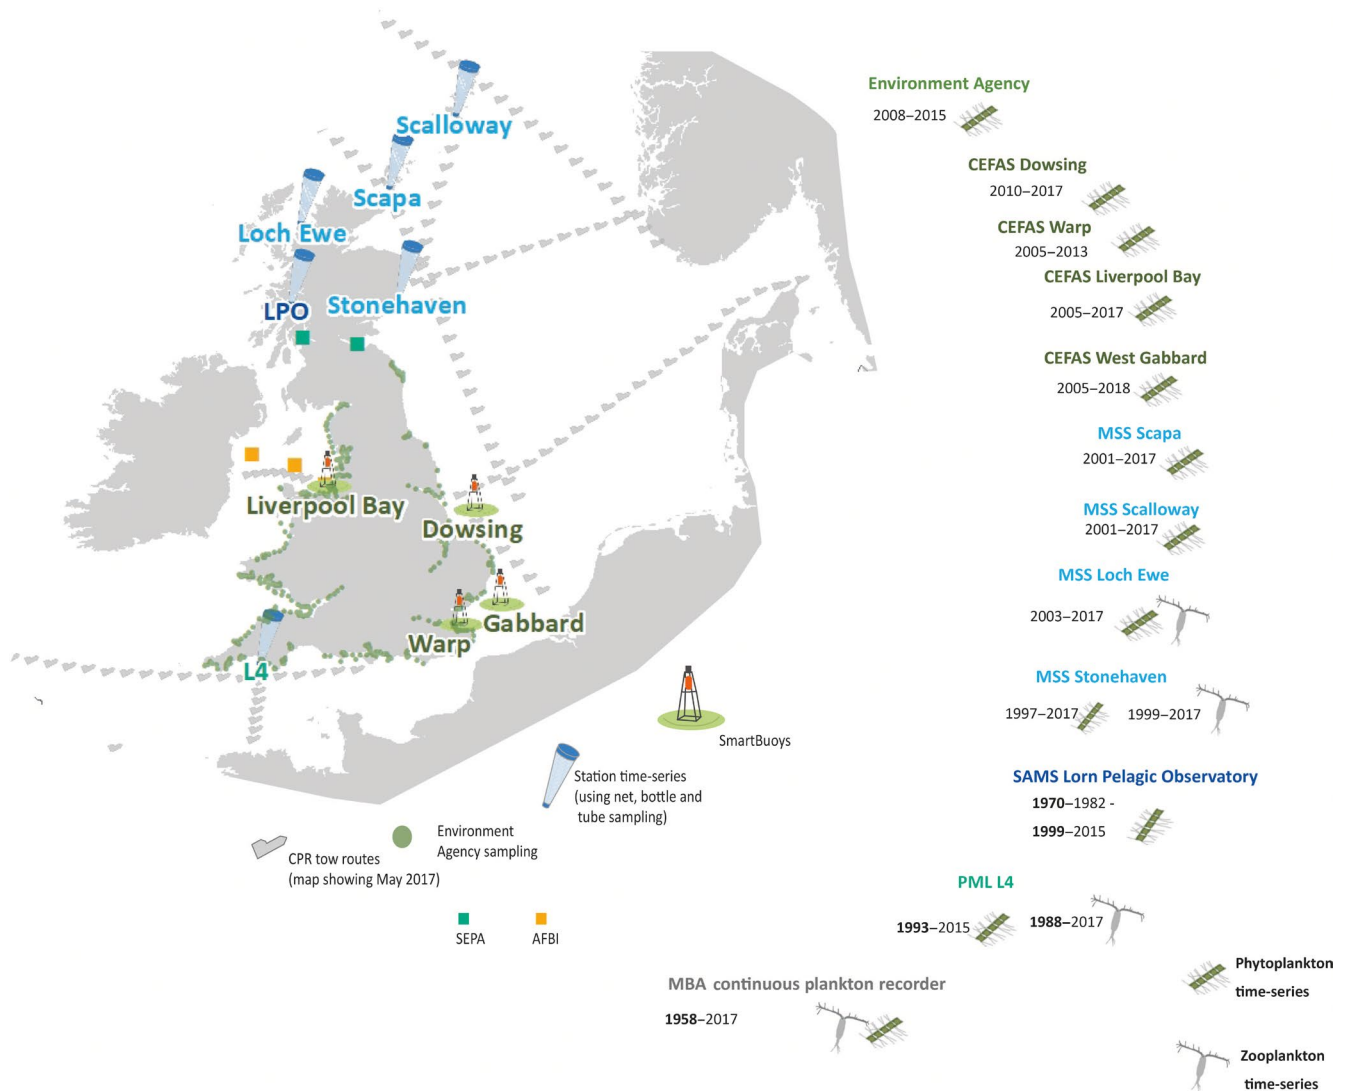 Scalloway
Scapa
Loch Ewe
LPO
Stonehaven
Liverpool Bay
Dowsing
Gabbard
Warp
L4
SmartBuoys
Station time-series
(using net, bottle and
tube sampling)
Environment
Agency sampling
CPR tow routes
(map showing May 2017)
SEPA
AFBI
Environment Agency
2008–2015
CEFAS Dowsing
2010–2017
CEFAS Warp
2005–2013
CEFAS Liverpool Bay
2005–2017
CEFAS West Gabbard
2005–2018
MSS Scapa
2001–2017
MSS Scalloway
2001–2017
MSS Loch Ewe
2003–2017
MSS Stonehaven
1997–2017 1999–2017
SAMS Lorn Pelagic Observatory
1970–1982 -
1999–2015
PML L4
1993–2015 1988–2017
MBA continuous plankton recorder
1958–2017
Phytoplankton
time-series
Zooplankton
time-series